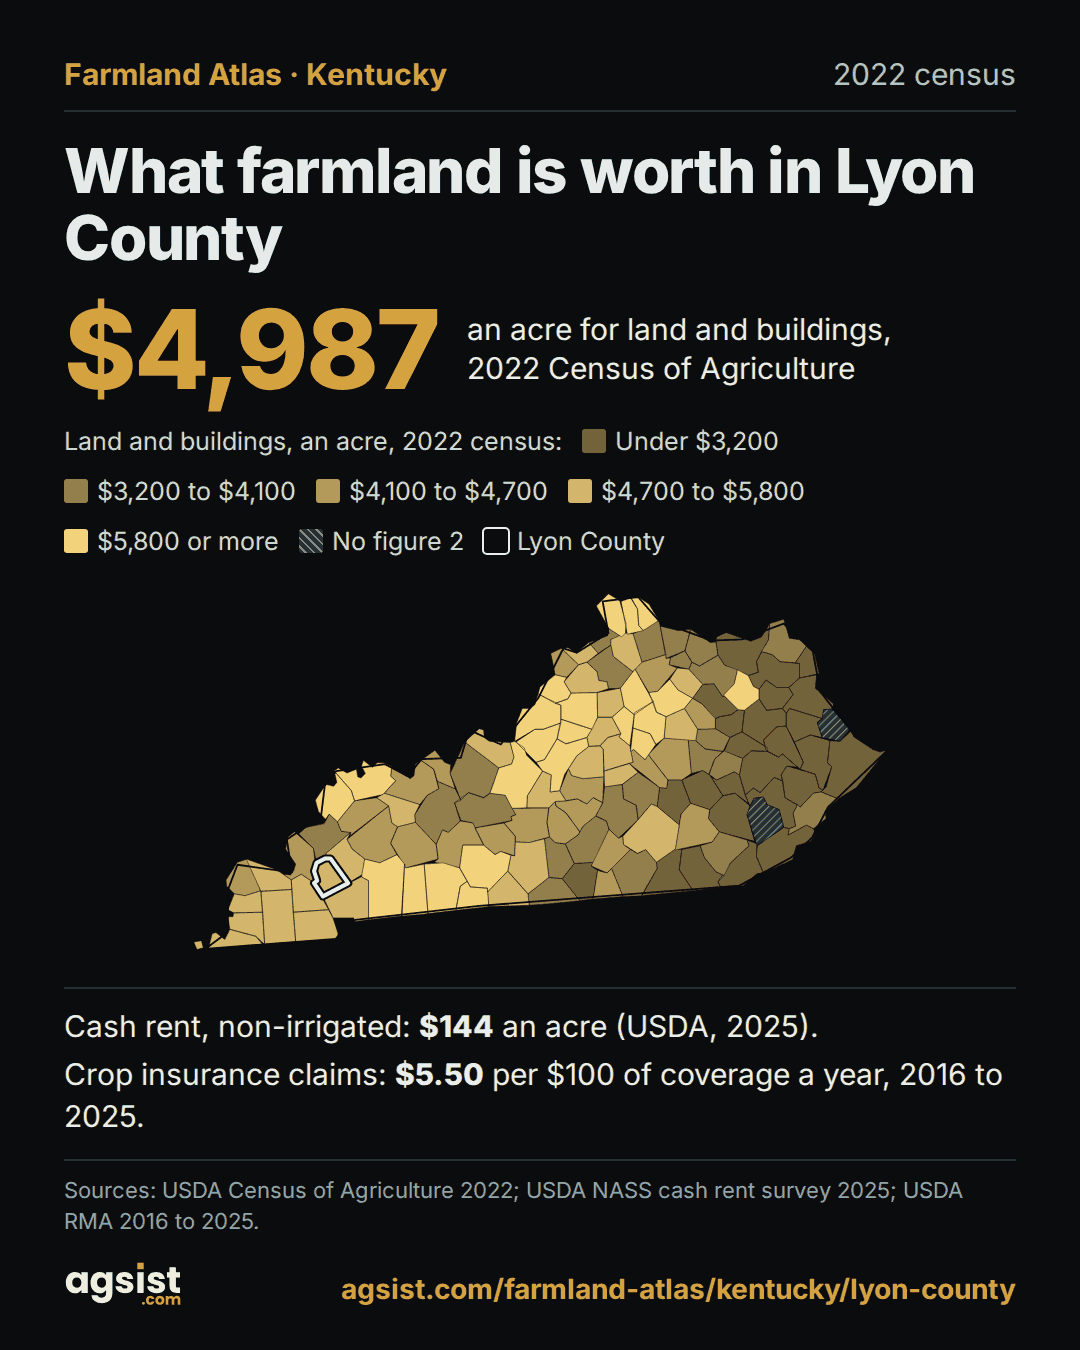 Farmland Atlas · Kentucky
2022 census
What farmland is worth in Lyon
County
$4,987
an acre for land and buildings,
2022 Census of Agriculture
Land and buildings, an acre, 2022 census: Under $3,200
$3,200 to $4,100 $4,100 to $4,700 $4,700 to $5,800
$5,800 or more No figure 2 Lyon County
Cash rent, non-irrigated: $144 an acre (USDA, 2025).
Crop insurance claims: $5.50 per $100 of coverage a year, 2016 to
2025.
Sources: USDA Census of Agriculture 2022; USDA NASS cash rent survey 2025; USDA
RMA 2016 to 2025.
agsist
.com
agsist.com/farmland-atlas/kentucky/lyon-county